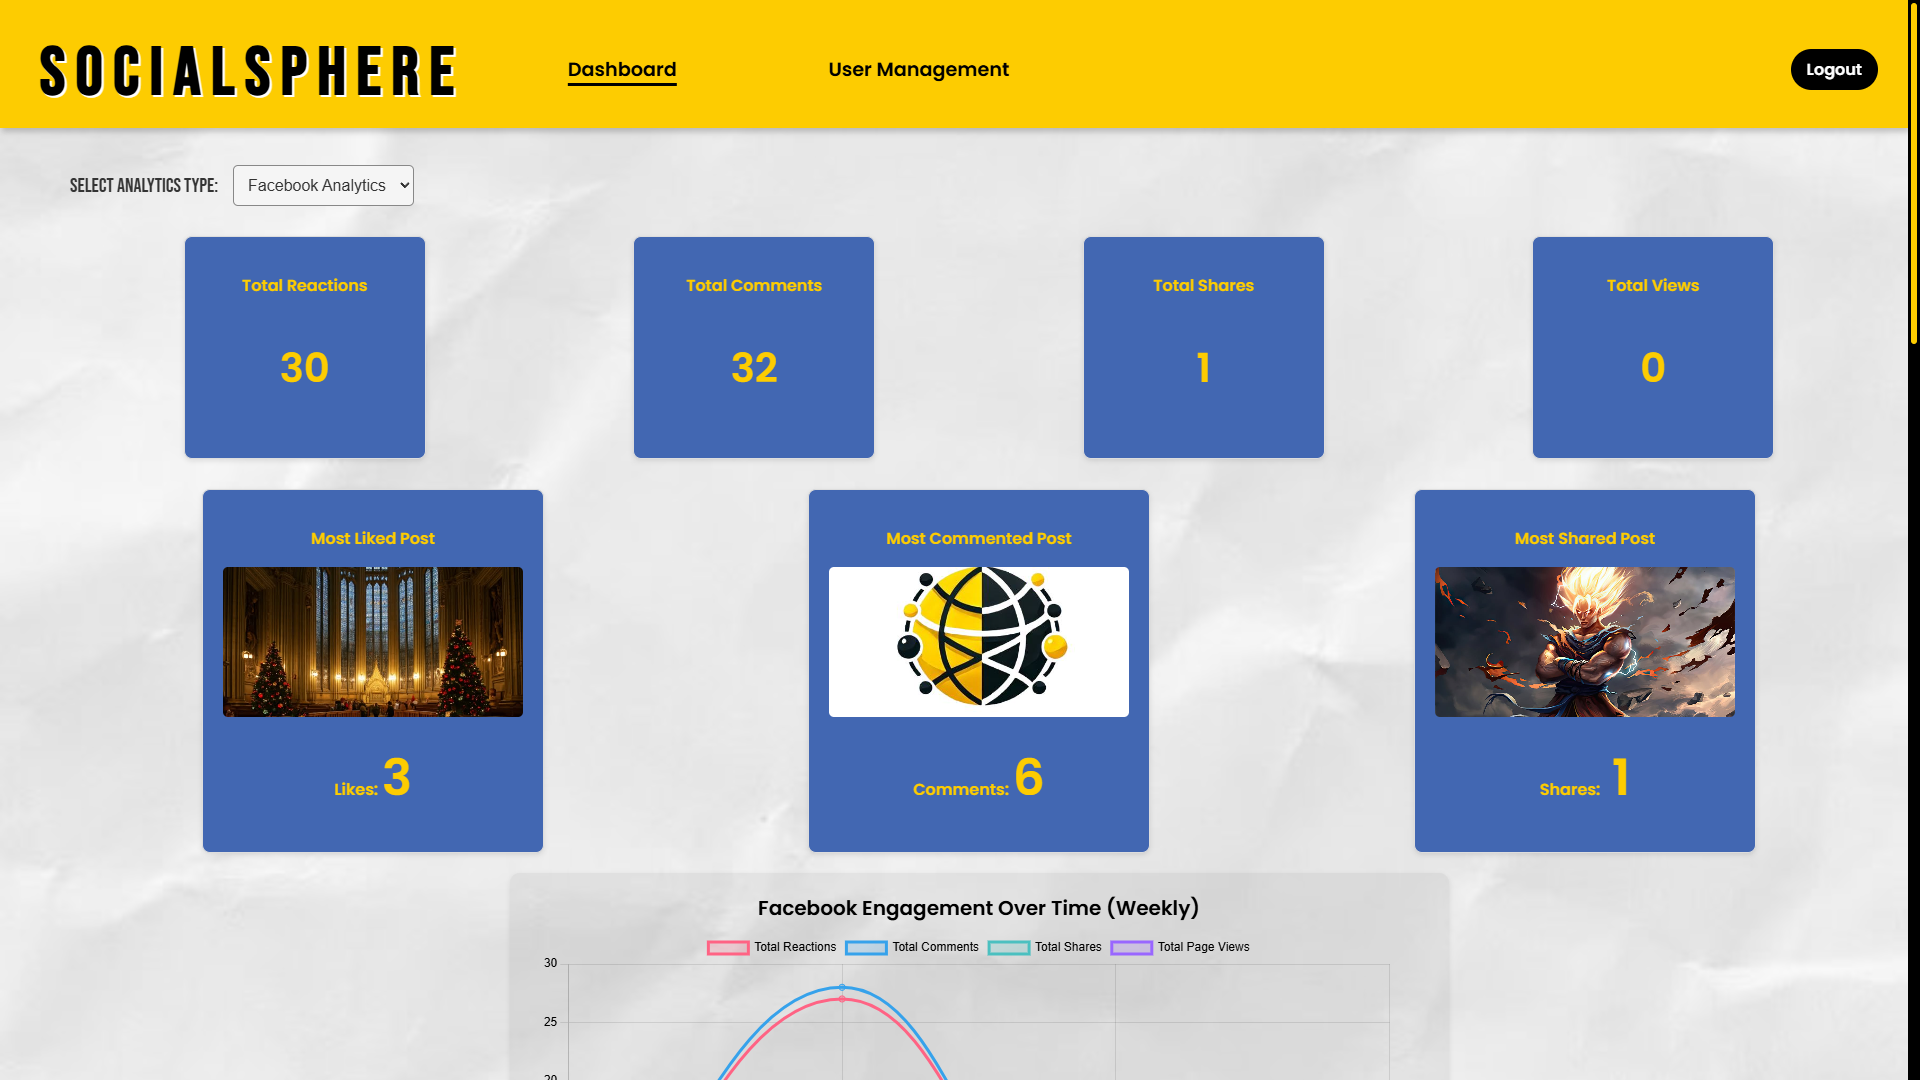 SOCIALSPHERE
Dashboard
User Management
Logout
SELECT ANALYTICS TYPE:
Facebook Analytics
Total Reactions
30
Total Comments
32
Total Shares
1
Total Views
0
Most Liked Post
Likes: 3
Most Commented Post
Comments: 6
Most Shared Post
Shares: 1
Facebook Engagement Over Time (Weekly)
Total Reactions Total Comments Total Shares Total Page Views
30
25
20